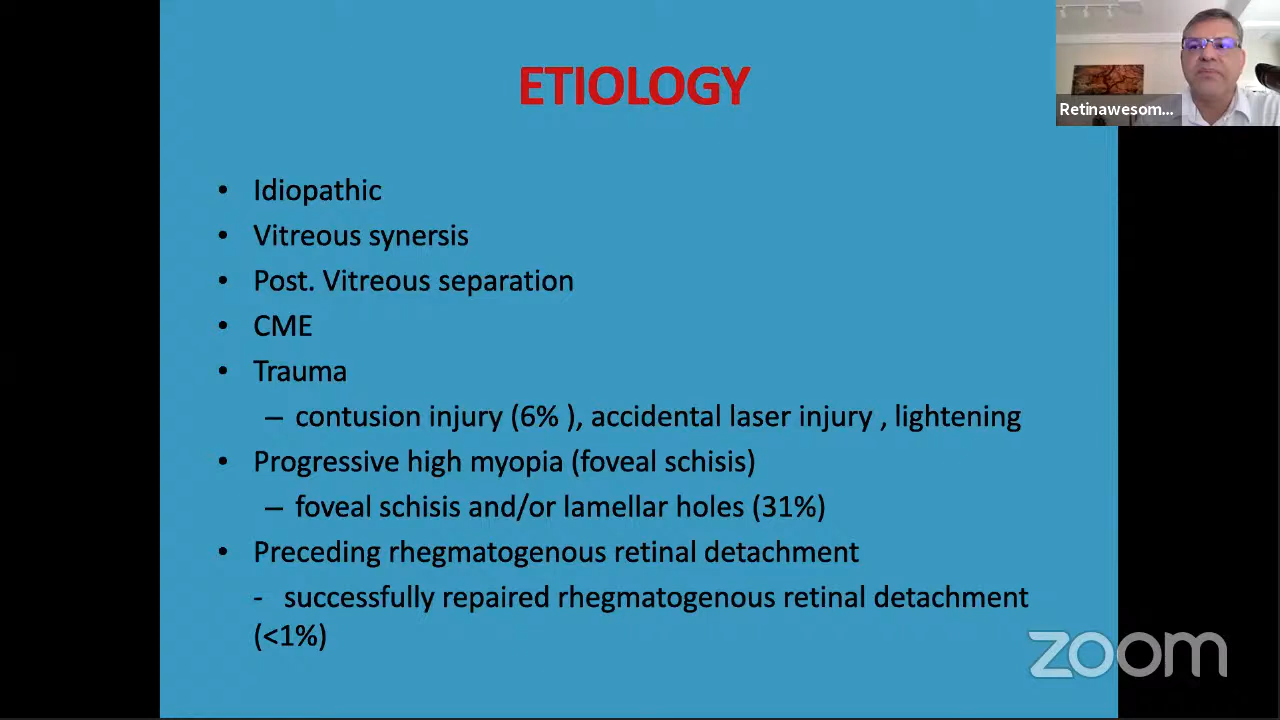 ETIOLOGY
Retinawesom...
• Idiopathic
• Vitreous synersis
• Post. Vitreous separation
• CME
• Trauma
– contusion injury (6% ), accidental laser injury , lightening
• Progressive high myopia (foveal schisis)
– foveal schisis and/or lamellar holes (31%)
• Preceding rhegmatogenous retinal detachment
- successfully repaired rhegmatogenous retinal detachment
(<1%)
zoom